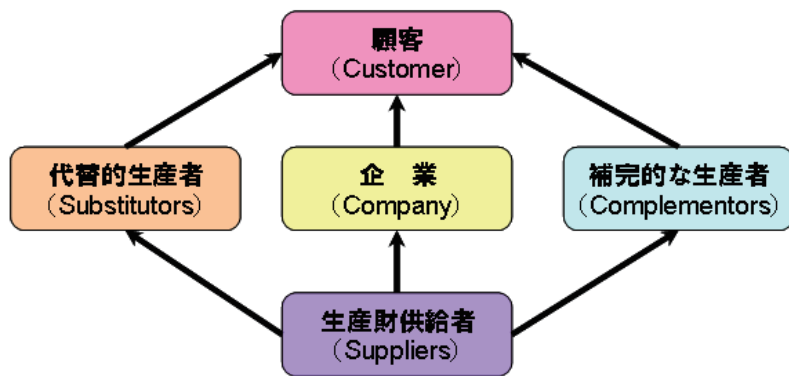 顧客
（Customer）
代替的生産者
（Substitutors）
企　業
（Company）
補完的な生産者
（Complementors）
生産財供給者
（Suppliers）